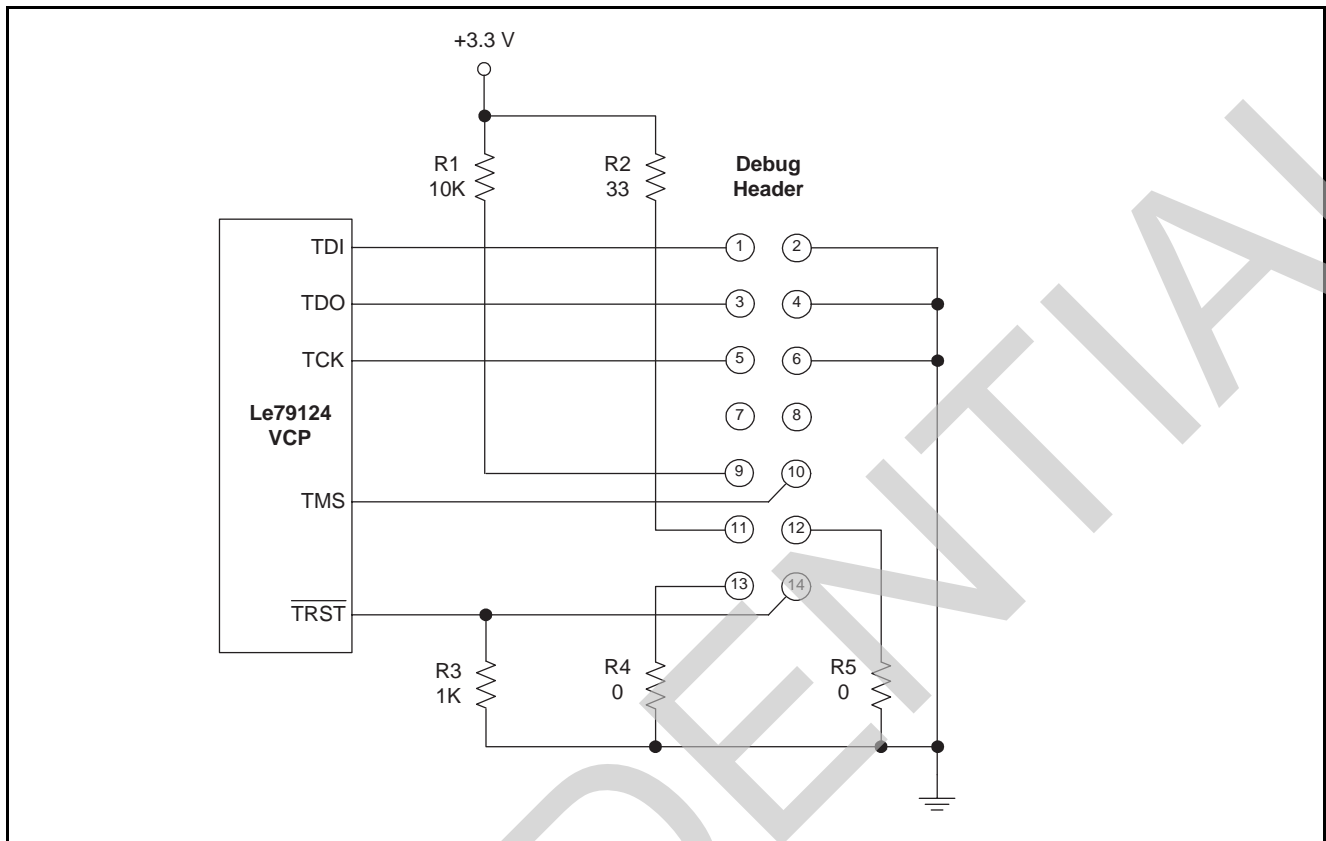 +3.3 V
R1
10K
R2
33
Debug
Header
TDI
1
2
TDO
3
4
TCK
5
6
Le79124
VCP
7
8
9
10
TMS
11
12
13
14
TRST
R3
1K
R4
0
R5
0
DENTIAL